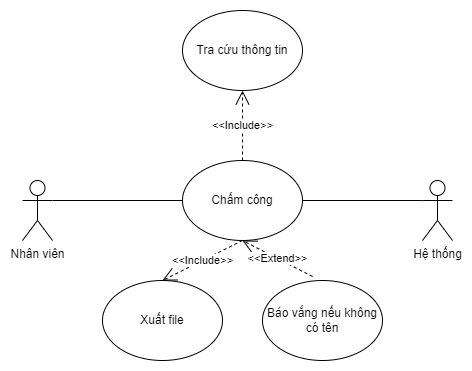 Tra cứu thông tin
<<Include>>
Chấm công
Nhân viên
Hệ thống
<<Include>>
<<Extend>>
Xuất file
Báo vắng nếu không
có tên